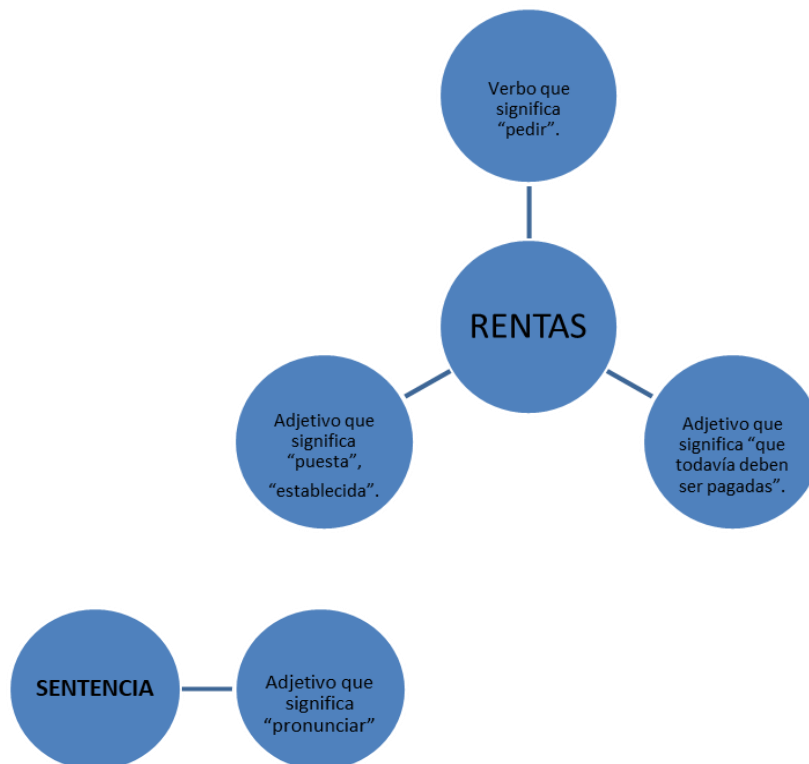 Verbo que
significa
“pedir”.
RENTAS
Adjetivo que
significa
“puesta”,
“establecida”.
Adjetivo que
significa “que
todavía deben
ser pagadas”.
SENTENCIA
Adjetivo que
significa
“pronunciar”